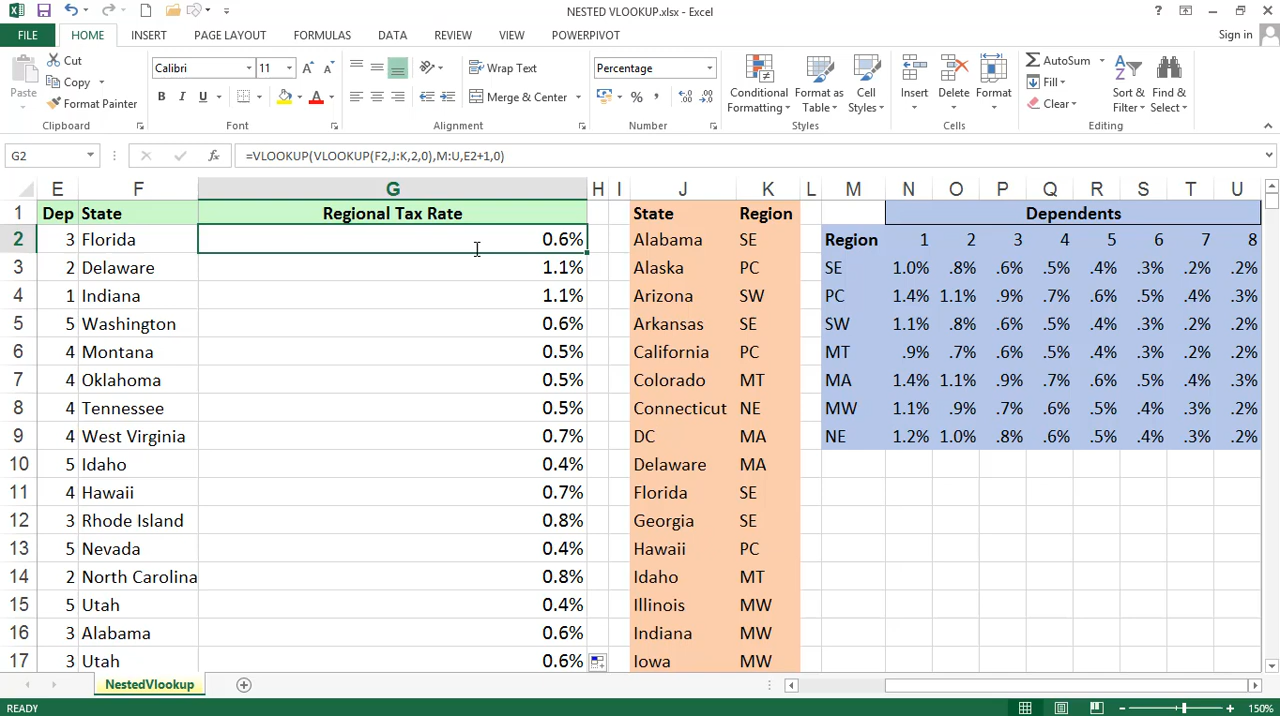 NESTED VLOOKUP.xlsx - Excel
?
FILE HOME INSERT PAGE LAYOUT FORMULAS DATA REVIEW VIEW POWERPIVOT Sign in
Paste Cut Copy Format Painter
Calibri 11
B I U
Wrap Text Merge & Center
Percentage
Conditional Formatting Format as Table Cell Styles
Insert Delete Format
AutoSum Fill Clear
Sort & Filter Find & Select
Clipboard Font Alignment Number Styles Cells Editing
G2 fx =VLOOKUP(VLOOKUP(F2,J:K,2,0),M:U,E2+1,0)
E F G H I J K L M N O P Q R S T U
1 Dep State Regional Tax Rate State Region Dependents
2 3 Florida 0.6% Alabama SE Region 1 2 3 4 5 6 7 8
3 2 Delaware 1.1% Alaska PC SE 1.0% .8% .6% .5% .4% .3% .2% .2%
4 1 Indiana 1.1% Arizona SW PC 1.4% 1.1% .9% .7% .6% .5% .4% .3%
5 5 Washington 0.6% Arkansas SE SW 1.1% .8% .6% .5% .4% .3% .2% .2%
6 4 Montana 0.5% California PC MT .9% .7% .6% .5% .4% .3% .2% .2%
7 4 Oklahoma 0.5% Colorado MT MA 1.4% 1.1% .9% .7% .6% .5% .4% .3%
8 4 Tennessee 0.5% Connecticut NE MW 1.1% .9% .7% .6% .5% .4% .3% .2%
9 4 West Virginia 0.7% DC MA NE 1.2% 1.0% .8% .6% .5% .4% .3% .2%
10 5 Idaho 0.4% Delaware MA
11 4 Hawaii 0.7% Florida SE
12 3 Rhode Island 0.8% Georgia SE
13 5 Nevada 0.4% Hawaii PC
14 2 North Carolina 0.8% Idaho MT
15 5 Utah 0.4% Illinois MW
16 3 Alabama 0.6% Indiana MW
17 3 Utah 0.6% Iowa MW
NestedVlookup
READY 150%